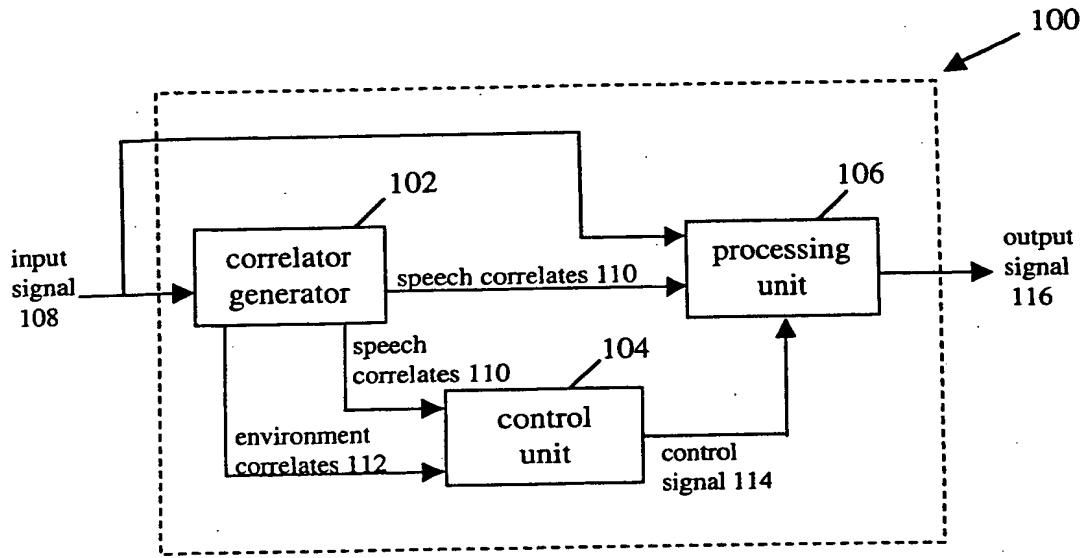 100
102
106
input
signal
108
correlator
generator
speech correlates 110
processing
unit
output
signal
116
speech
correlates 110
104
environment
correlates 112
control
unit
control
signal 114